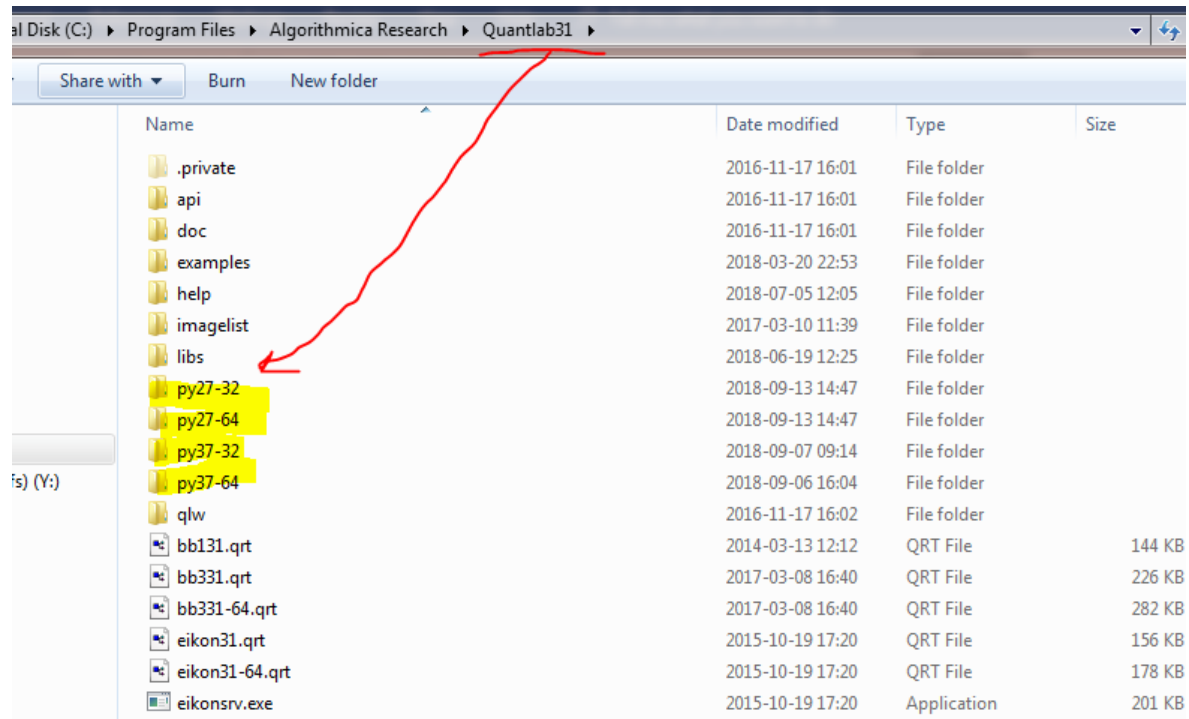 al Disk (C:) Program Files Algorithmica Research Quantlab31
Share with Burn New folder
Name Date modified Type Size
.private 2016-11-17 16:01 File folder
api 2016-11-17 16:01 File folder
doc 2016-11-17 16:01 File folder
examples 2018-03-20 22:53 File folder
help 2018-07-05 12:05 File folder
imagelist 2017-03-10 11:39 File folder
libs 2018-06-19 12:25 File folder
py27-32 2018-09-13 14:47 File folder
py27-64 2018-09-13 14:47 File folder
py37-32 2018-09-07 09:14 File folder
fs) (Y:) py37-64 2018-09-06 16:04 File folder
qlw 2016-11-17 16:02 File folder
bb131.qrt 2014-03-13 12:12 QRT File 144 KB
bb331.qrt 2017-03-08 16:40 QRT File 226 KB
bb331-64.qrt 2017-03-08 16:40 QRT File 282 KB
eikon31.qrt 2015-10-19 17:20 QRT File 156 KB
eikon31-64.qrt 2015-10-19 17:20 QRT File 178 KB
eikonsrv.exe 2015-10-19 17:20 Application 201 KB